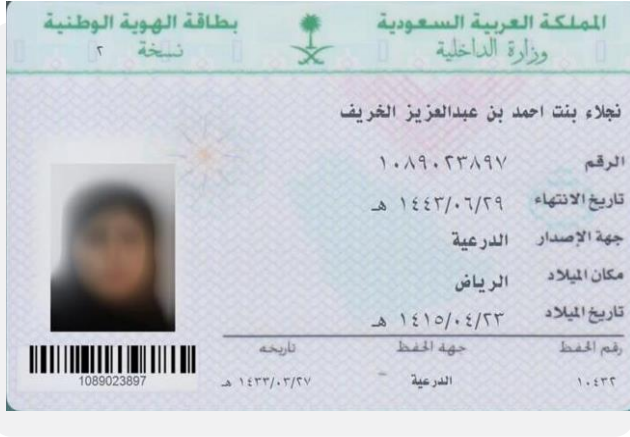 المملكة العربية السعودية بطاقة الهوية الوطنية
وزارة الداخلية نسخة ٢
نجلاء بنت احمد بن عبدالعزيز الخريف
الرقم ١٠٨٩٠٢٣٨٩٧
تاريخ الانتهاء ١٤٤٣/٠٦/٢٩ هـ
جهة الإصدار الدرعية
مكان الميلاد الرياض
تاريخ الميلاد ١٤١٥/٠٤/٢٣ هـ
رقم الحفظ جهة الحفظ تاريخه
١٠٤٣٢ الدرعية ١٤٣٣/٠٣/٢٧ هـ
1089023897